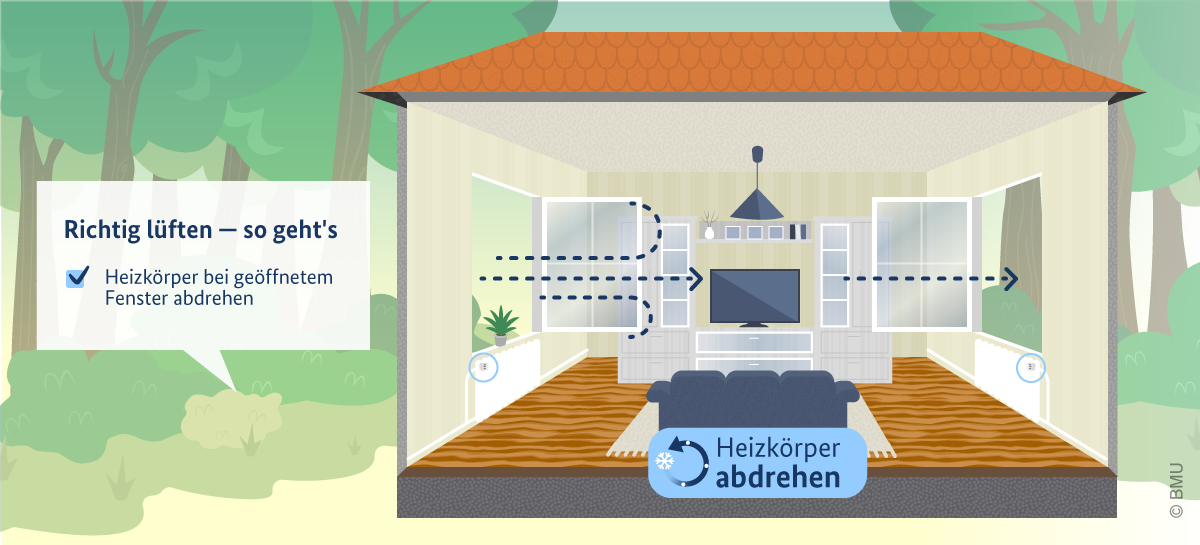 Richtig lüften — so geht's
Heizkörper bei geöffnetem
Fenster abdrehen
Heizkörper
abdrehen
© BMU